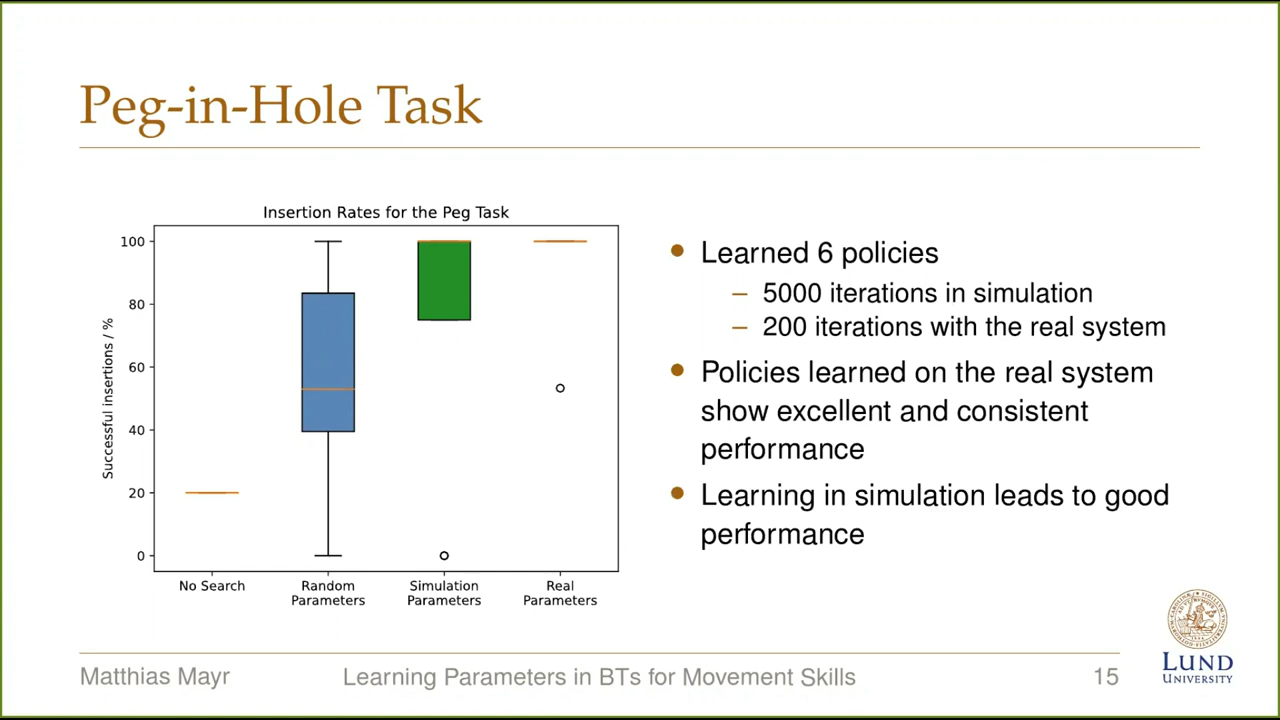 Peg-in-Hole Task
Insertion Rates for the Peg Task
Successful insertions / %
100
80
60
40
20
0
No Search
Random
Parameters
Simulation
Parameters
Real
Parameters
Learned 6 policies
– 5000 iterations in simulation
– 200 iterations with the real system
Policies learned on the real system
show excellent and consistent
performance
Learning in simulation leads to good
performance
Matthias Mayr
Learning Parameters in BTs for Movement Skills
15
LUND
UNIVERSITY